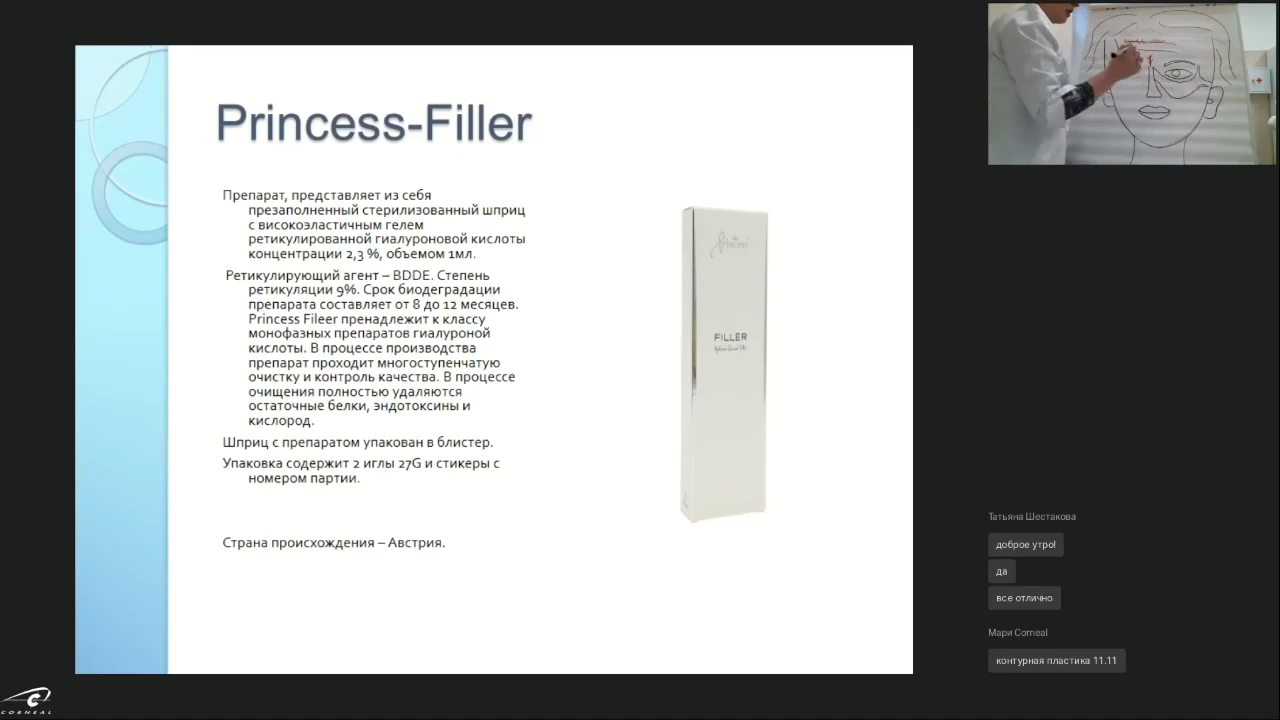 Princess-Filler
Препарат, представляет из себя
презаполненный стерилизованный шприц
с високоэластичным гелем
ретикулированной гиалуроновой кислоты
концентрации 2,3 %, объемом 1мл.
Ретикулирующий агент – BDDE. Степень
ретикуляции 9%. Срок биодеградации
препарата составляет от 8 до 12 месяцев.
Princess Fileer пренадлежит к классу
монофазных препаратов гиалуроной
кислоты. В процессе производства
препарат проходит многоступенчатую
очистку и контроль качества. В процессе
очищения полностью удаляются
остаточные белки, эндотоксины и
кислород.
Шприц с препаратом упакован в блистер.
Упаковка содержит 2 иглы 27G и стикеры с
номером партии.
Страна происхождения – Австрия.
FILLER
Татьяна Шестакова
доброе утро!
да
все отлично
Мари Corneal
контурная пластика 11.11
CORNEAL